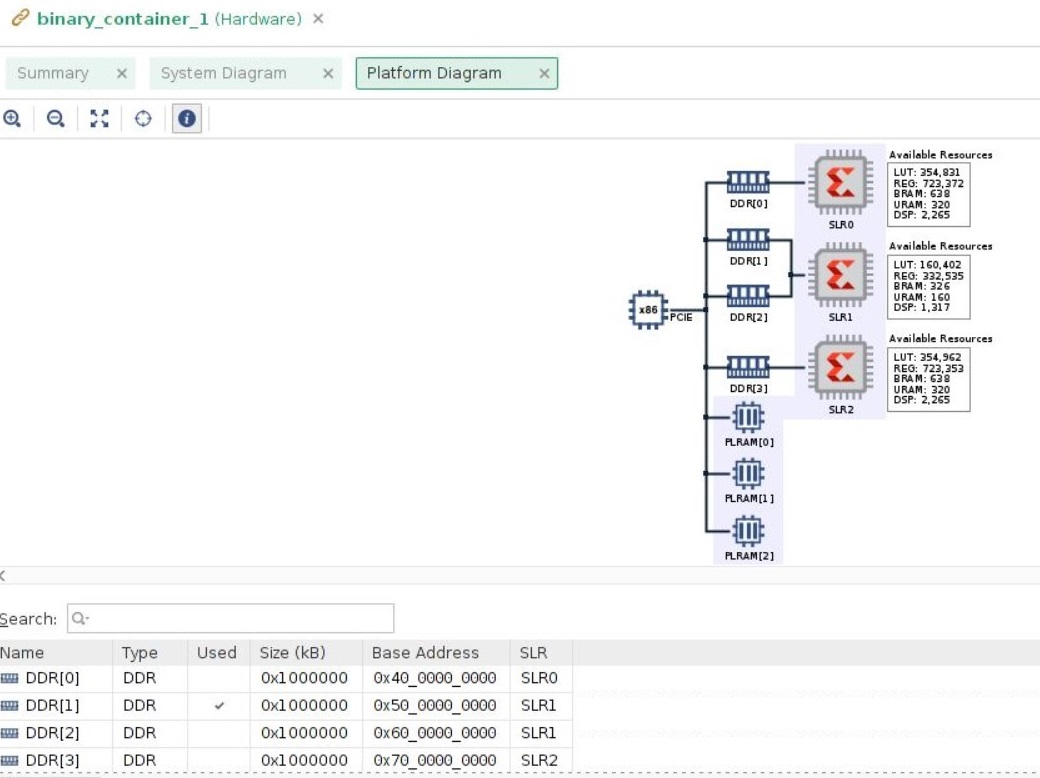 binary_container_1 (Hardware)
Summary
System Diagram
Platform Diagram
Available Resources
LUT: 354,831
REG: 723,372
BRAM: 638
URAM: 320
DSP: 2,265
DDR[0]
SLR0
Available Resources
DDR[1]
LUT: 160,402
REG: 332,535
BRAM: 326
URAM: 160
DSP: 1,317
x86
PCIE
DDR[2]
SLR1
Available Resources
LUT: 354,962
REG: 723,353
BRAM: 638
URAM: 320
DSP: 2,265
DDR[3]
SLR2
PLRAM[0]
PLRAM[1]
PLRAM[2]
Search:
Name Type Used Size (kB) Base Address SLR
DDR[0] DDR 0x1000000 0x40_0000_0000 SLR0
DDR[1] DDR ✓ 0x1000000 0x50_0000_0000 SLR1
DDR[2] DDR 0x1000000 0x60_0000_0000 SLR1
DDR[3] DDR 0x1000000 0x70_0000_0000 SLR2